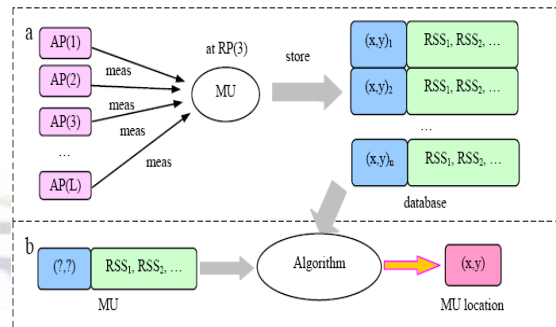 a
AP(1)
AP(2)
AP(3)
…
AP(L)
meas
meas
meas
meas
at RP(3)
MU
store
(x,y)₁ RSS₁, RSS₂, …
(x,y)₂ RSS₁, RSS₂, …
…
(x,y)ₙ RSS₁, RSS₂, …
database
b
(?,?) RSS₁, RSS₂, …
MU
Algorithm
(x,y)
MU location